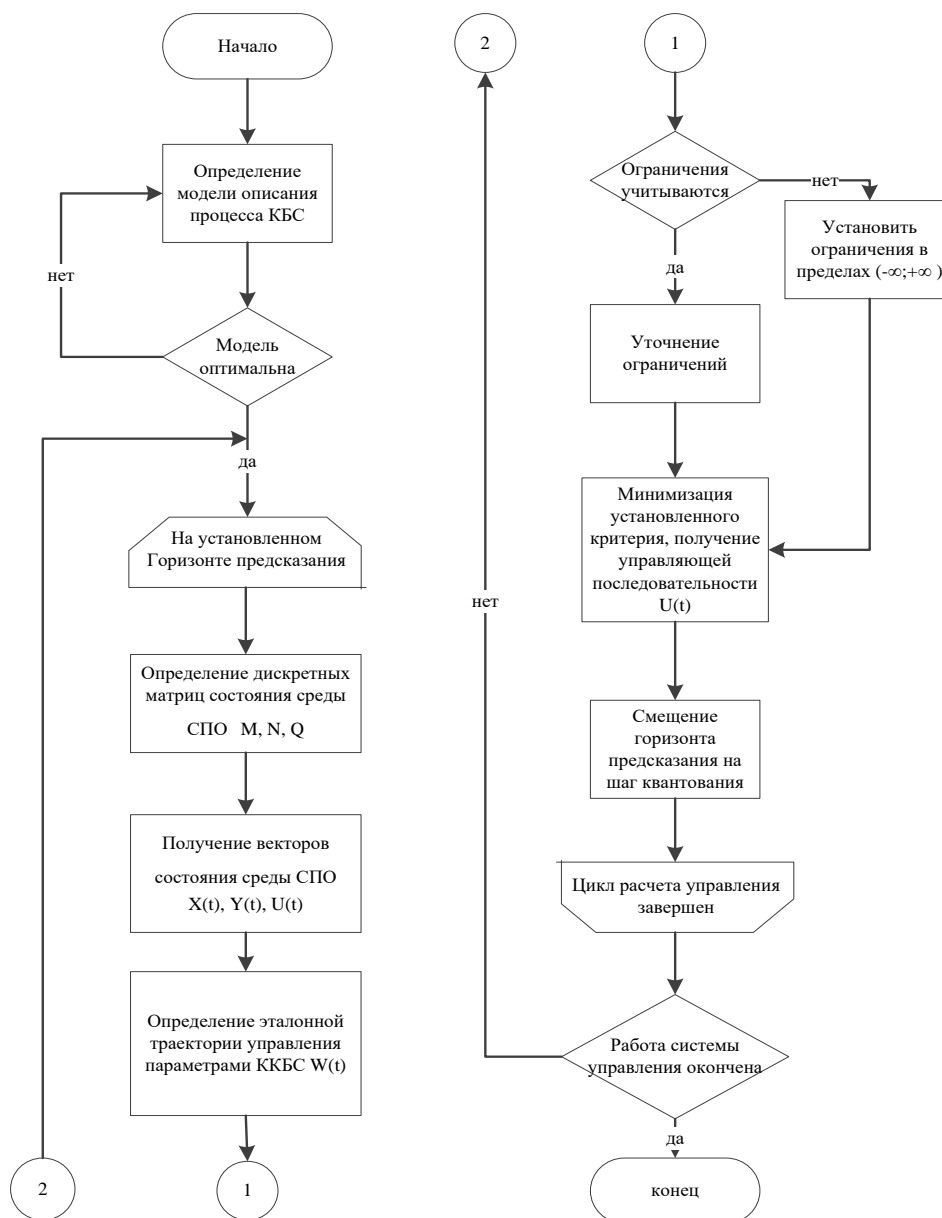 Начало
Определение
модели описания
процесса КБС
нет
Модель
оптимальна
да
На установленном
Горизонте предсказания
Определение дискретных
матриц состояния среды
СПО M, N, Q
Получение векторов
состояния среды СПО
X(t), Y(t), U(t)
Определение эталонной
траектории управления
параметрами ККБС W(t)
2
1
2
нет
1
Ограничения
учитываются
нет
Установить
ограничения в
пределах (-∞;+∞ )
да
Уточнение
ограничений
Минимизация
установленного
критерия, получение
управляющей
последовательности
U(t)
Смещение
горизонта
предсказания на
шаг квантования
Цикл расчета управления
завершен
Работа системы
управления окончена
да
конец